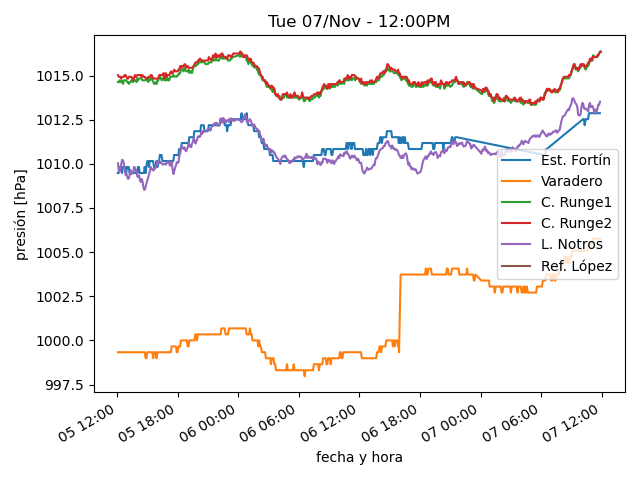 Tue 07/Nov - 12:00PM
presión [hPa]
1015.0
1012.5
1010.0
1007.5
1005.0
1002.5
1000.0
997.5
Est. Fortín
Varadero
C. Runge1
C. Runge2
L. Notros
Ref. López
05 12:00
05 18:00
06 00:00
06 06:00
06 12:00
06 18:00
07 00:00
07 06:00
07 12:00
fecha y hora